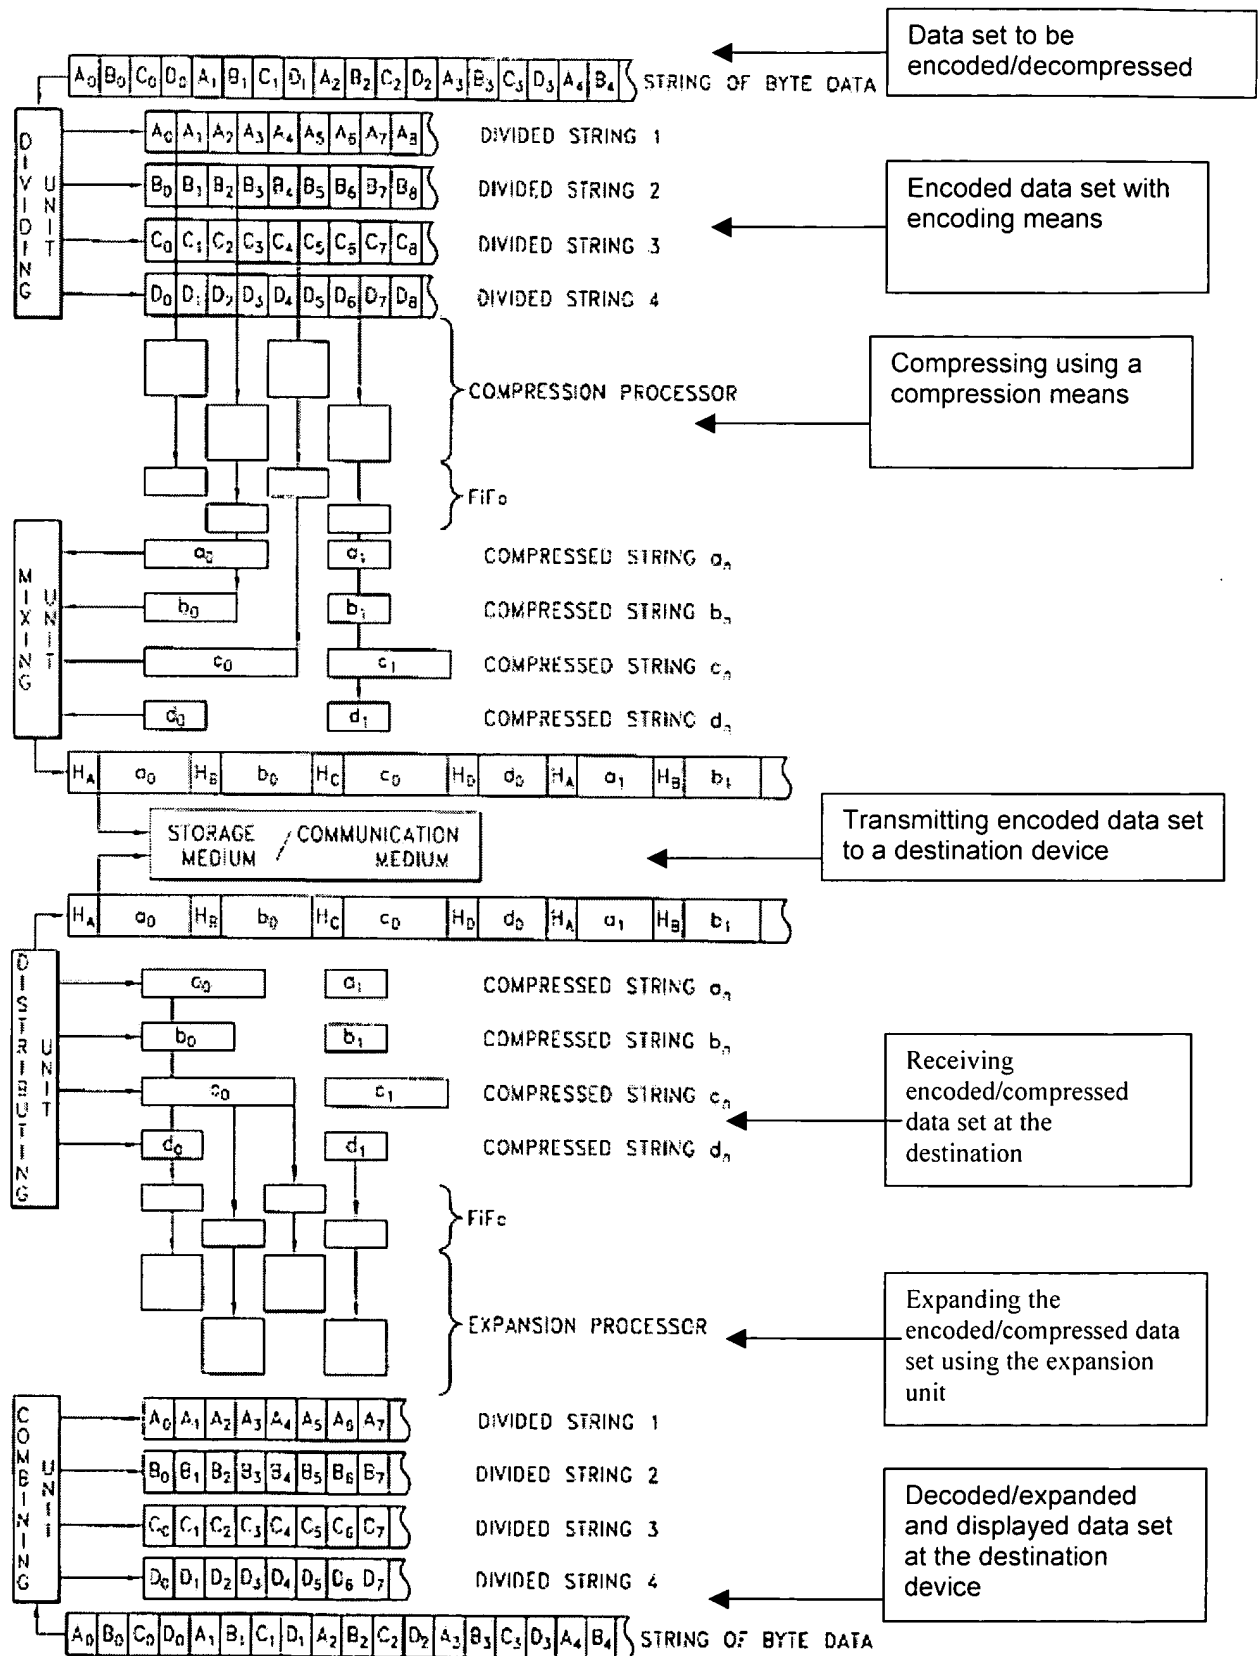 Data set to be
encoded/decompressed
A₀ B₀ C₀ D₀ A₁ B₁ C₁ D₁ A₂ B₂ C₂ D₂ A₃ B₃ C₃ D₃ A₄ B₄ STRING OF BYTE DATA
DIVIDING
UNIT
A₀ A₁ A₂ A₃ A₄ A₅ A₆ A₇ A₈ DIVIDED STRING 1
B₀ B₁ B₂ B₃ B₄ B₅ B₆ B₇ B₈ DIVIDED STRING 2
Encoded data set with
encoding means
C₀ C₁ C₂ C₃ C₄ C₅ C₆ C₇ C₈ DIVIDED STRING 3
D₀ D₁ D₂ D₃ D₄ D₅ D₆ D₇ D₈ DIVIDED STRING 4
Compressing using a
compression means
COMPRESSION PROCESSOR
FiFo
MIXING
UNIT
a₀ a₁ COMPRESSED STRING aₙ
b₀ b₁ COMPRESSED STRING bₙ
c₀ c₁ COMPRESSED STRING cₙ
d₀ d₁ COMPRESSED STRING dₙ
H_A a₀ H_B b₀ H_C c₀ H_D d₀ H_A a₁ H_B b₁
STORAGE / COMMUNICATION
MEDIUM MEDIUM
Transmitting encoded data set
to a destination device
H_A a₀ H_B b₀ H_C c₀ H_D d₀ H_A a₁ H_B b₁
DISTRIBUTING
UNIT
a₀ a₁ COMPRESSED STRING aₙ
b₀ b₁ COMPRESSED STRING bₙ
c₀ c₁ COMPRESSED STRING cₙ
d₀ d₁ COMPRESSED STRING dₙ
Receiving
encoded/compressed
data set at the
destination
FiFo
EXPANSION PROCESSOR
Expanding the
encoded/compressed data
set using the expansion
unit
COMBINING
UNIT
A₀ A₁ A₂ A₃ A₄ A₅ A₆ A₇ DIVIDED STRING 1
B₀ B₁ B₂ B₃ B₄ B₅ B₆ B₇ DIVIDED STRING 2
C₀ C₁ C₂ C₃ C₄ C₅ C₆ C₇ DIVIDED STRING 3
D₀ D₁ D₂ D₃ D₄ D₅ D₆ D₇ DIVIDED STRING 4
Decoded/expanded
and displayed data set
at the destination
device
A₀ B₀ C₀ D₀ A₁ B₁ C₁ D₁ A₂ B₂ C₂ D₂ A₃ B₃ C₃ D₃ A₄ B₄ STRING OF BYTE DATA